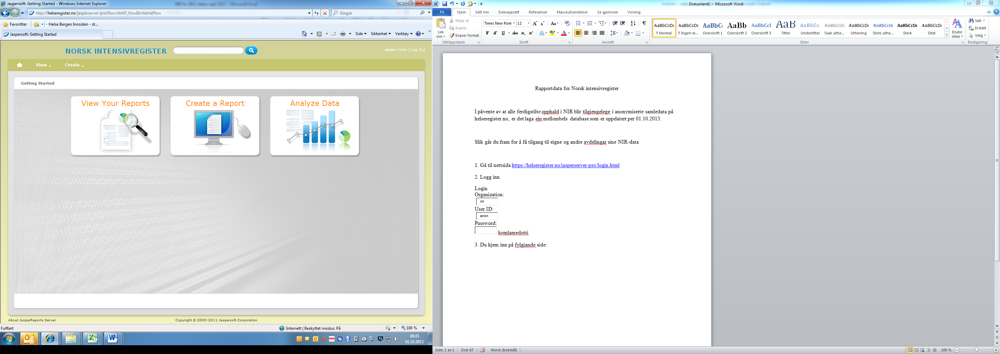 Jaspersoft: Getting Started - Windows Internet Explorer
http://helseregister.no/jasperserver-pro/flow.html?_flowId=homeFlow
Google
Favoritter
Helse Bergen Innsiden - st...
Jaspersoft: Getting Started
Side
Sikkerhet
Verktøy
NORSK INTENSIVREGISTER
anon | Help | Log Out
View
Create
Getting Started
View Your Reports
Create a Report
Analyze Data
About JasperReports Server
Copyright © 2000-2011 Jaspersoft Corporation
Fullført
Internett | Beskyttet modus: På
100 %
08:45
01.10.2013
Dokument1 - Microsoft Word
Fil
Hjem
Sett inn
Sideoppsett
Referanser
Masseutsendelser
Se gjennom
Visning
Lim inn
Klipp ut
Kopier
Kopier format
Utklippstavle
Times New Rom
12
Skrift
Avsnitt
AaBbCcDc
¶ Normal
AaBbCcDc
¶ Ingen m...
AaBbC
Overskrift 1
AaBb
Overskrift 2
AaBbCcI
Overskrift 3
AaB
Tittel
AaBbCc.
Undertittel
AaBbCcDc
Svak uthe...
AaBbCcDc
Utheving
AaBbCcDc
Sterk uthe...
AaBbCcDc
Sterk
AaBbCcDc
Sitat
Endre stiler
Stiler
Søk
Erstatt
Velg
Redigering
Rapportdata for Norsk intensivregister
I påvente av at alle ferdigstilte opphald i NIR blir tilgjengelege i anonymiserte samledata på
helseregister.no, er det laga ein mellombels database som er oppdatert per 01.10.2013.
Slik går du fram for å få tilgang til eigne og andre avdelingar sine NIR-data
1. Gå til nettsida https://helseregister.no/jasperserver-pro/login.html
2. Logg inn
Login
Organization:
nir
User ID:
anon
Password:
komlamedotti
3. Du kjem inn på fylgjande side:
Side: 1 av 1
Ord: 67
Norsk (bokmål)
100 %